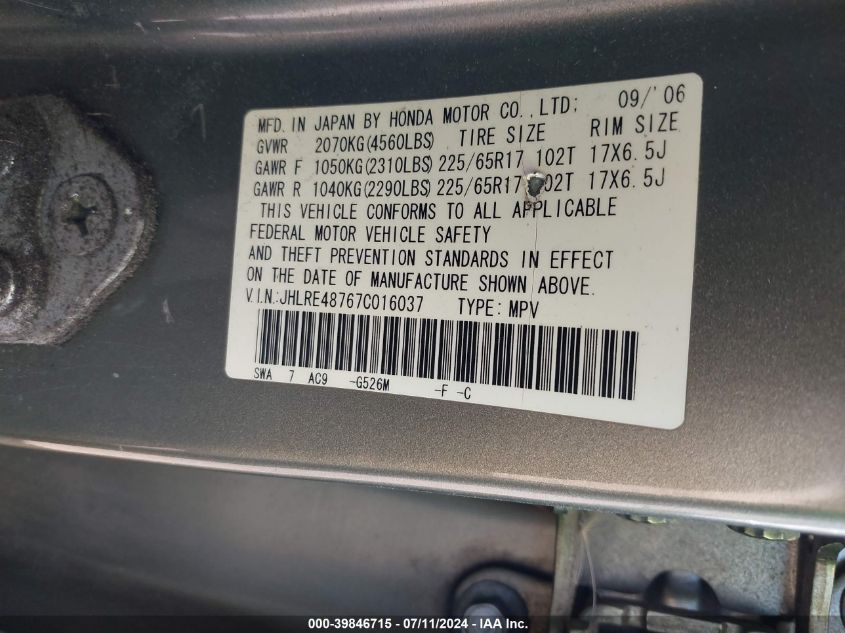 MFD. IN JAPAN BY HONDA MOTOR CO.,LTD; 09/'06
GVWR 2070KG(4560LBS) TIRE SIZE RIM SIZE
GAWR F 1050KG(2310LBS) 225/65R17 102T 17X6.5J
GAWR R 1040KG(2290LBS) 225/65R17 102T 17X6.5J
THIS VEHICLE CONFORMS TO ALL APPLICABLE
FEDERAL MOTOR VEHICLE SAFETY
AND THEFT PREVENTION STANDARDS IN EFFECT
ON THE DATE OF MANUFACTURE SHOWN ABOVE.
V.I.N.:JHLRE48767C016037 TYPE: MPV
SWA 7 AC9 -G526M -F -C
000-39846715 - 07/11/2024 - IAA Inc.